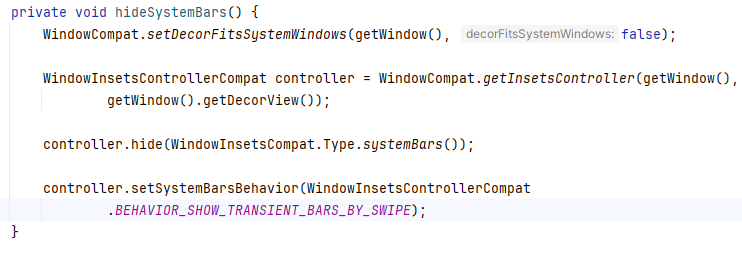 private void hideSystemBars() {
WindowCompat.setDecorFitsSystemWindows(getWindow(), decorFitsSystemWindows: false);
WindowInsetsControllerCompat controller = WindowCompat.getInsetsController(getWindow(),
getWindow().getDecorView());
controller.hide(WindowInsetsCompat.Type.systemBars());
controller.setSystemBarsBehavior(WindowInsetsControllerCompat
.BEHAVIOR_SHOW_TRANSIENT_BARS_BY_SWIPE);
}